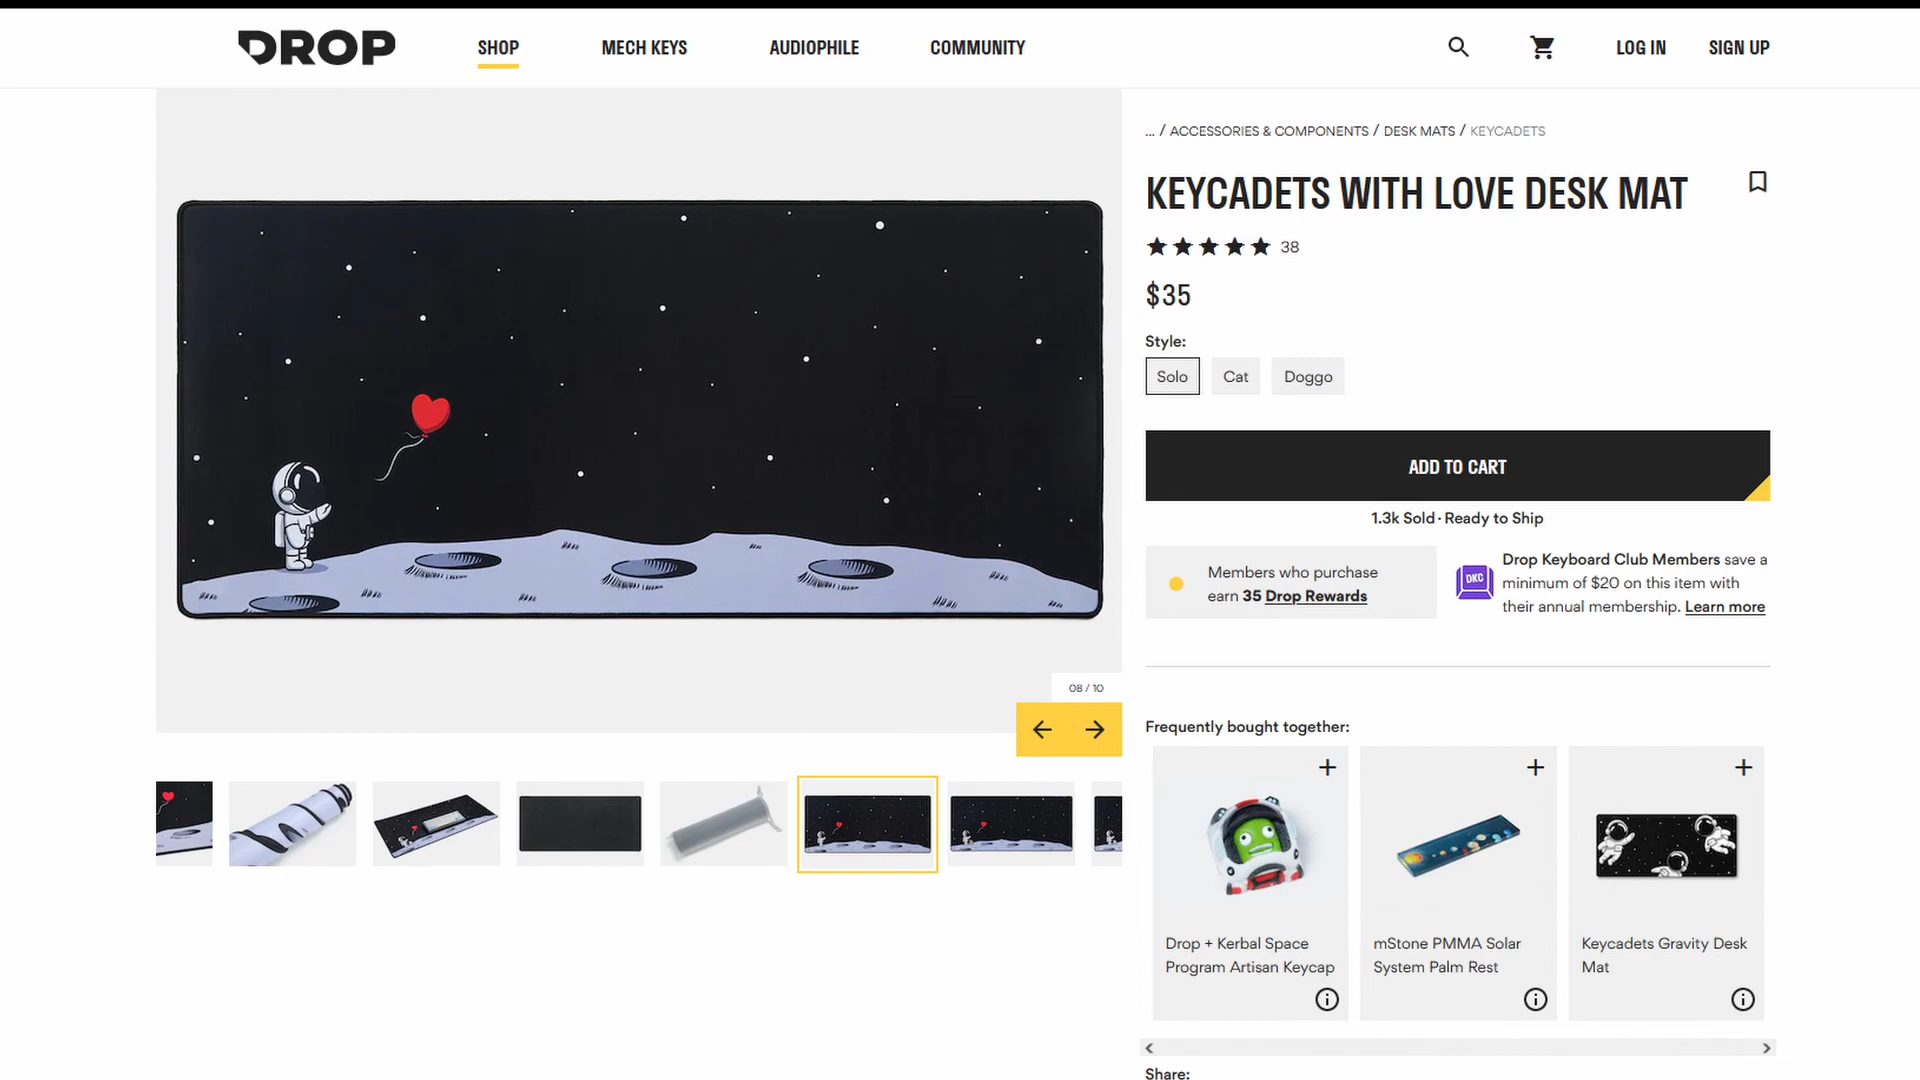 DROP
SHOP
MECH KEYS
AUDIOPHILE
COMMUNITY
LOG IN
SIGN UP
... / ACCESSORIES & COMPONENTS / DESK MATS / KEYCADETS
KEYCADETS WITH LOVE DESK MAT
38
$35
Style:
Solo
Cat
Doggo
ADD TO CART
1.3k Sold · Ready to Ship
Members who purchase
earn 35 Drop Rewards
DKC
Drop Keyboard Club Members save a
minimum of $20 on this item with
their annual membership. Learn more
08 / 10
Frequently bought together:
Drop + Kerbal Space
Program Artisan Keycap
mStone PMMA Solar
System Palm Rest
Keycadets Gravity Desk
Mat
Share: